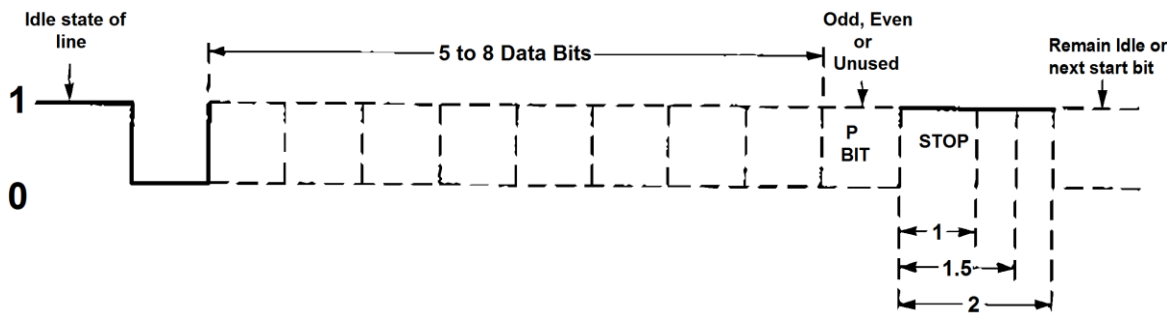 Idle state of
line
5 to 8 Data Bits
Odd, Even
or
Unused
Remain Idle or
next start bit
1
P
BIT
STOP
0
1
1.5
2